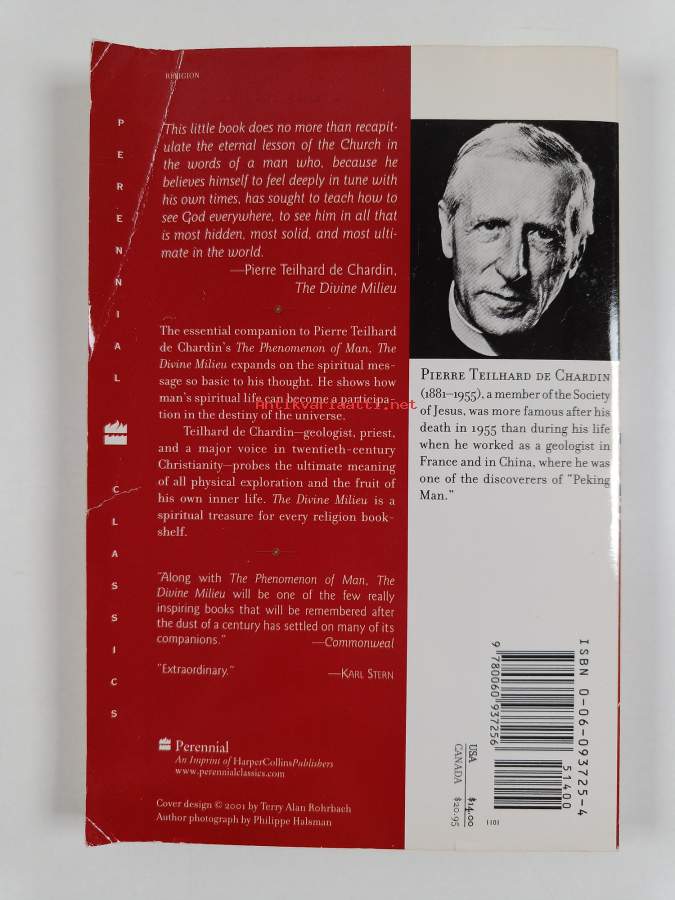 RELIGION
PERENNIAL CLASSICS
"This little book does no more than recapit-
ulate the eternal lesson of the Church in
the words of a man who, because he
believes himself to feel deeply in tune with
his own times, has sought to teach how to
see God everywhere, to see him in all that
is most hidden, most solid, and most ulti-
mate in the world.
—Pierre Teilhard de Chardin,
The Divine Milieu
The essential companion to Pierre Teilhard
de Chardin's The Phenomenon of Man, The
Divine Milieu expands on the spiritual mes-
sage so basic to his thought. He shows how
man's spiritual life can become a participa-
tion in the destiny of the universe.
Teilhard de Chardin—geologist, priest,
and a major voice in twentieth-century
Christianity—probes the ultimate meaning
of all physical exploration and the fruit of
his own inner life. The Divine Milieu is a
spiritual treasure for every religion book-
shelf.
"Along with The Phenomenon of Man, The
Divine Milieu will be one of the few really
inspiring books that will be remembered after
the dust of a century has settled on many of its
companions."
—Commonweal
"Extraordinary."
—KARL STERN
Perennial
An Imprint of HarperCollinsPublishers
www.perennialclassics.com
Cover design © 2001 by Terry Alan Rohrbach
Author photograph by Philippe Halsman
PIERRE TEILHARD DE CHARDIN
(1881–1955), a member of the Society
of Jesus, was more famous after his
death in 1955 than during his life
when he worked as a geologist in
France and in China, where he was
one of the discoverers of "Peking
Man."
ISBN 0-06-093725-4
9 780060 937256
51400
USA $14.00
CANADA $20.95
1101
Antikvariaatti.net